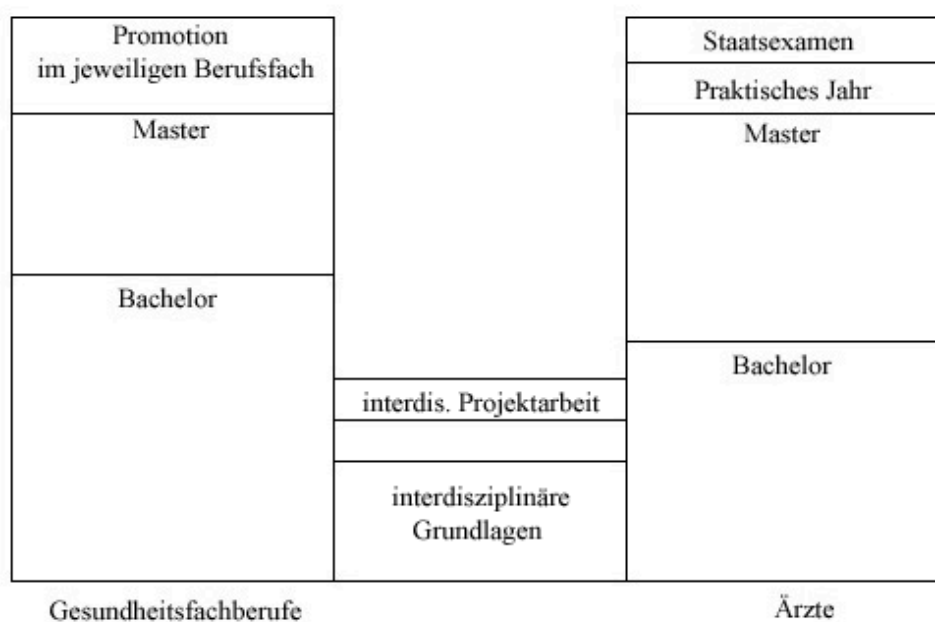 Promotion
im jeweiligen Berufsfach
Master
Bachelor
interdis. Projektarbeit
interdisziplinäre
Grundlagen
Staatsexamen
Praktisches Jahr
Master
Bachelor
Gesundheitsfachberufe
Ärzte